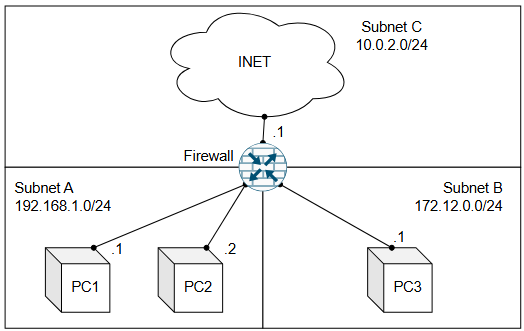 Subnet C
10.0.2.0/24
INET
.1
Firewall
Subnet A
192.168.1.0/24
Subnet B
172.12.0.0/24
.1
.2
.1
PC1
PC2
PC3